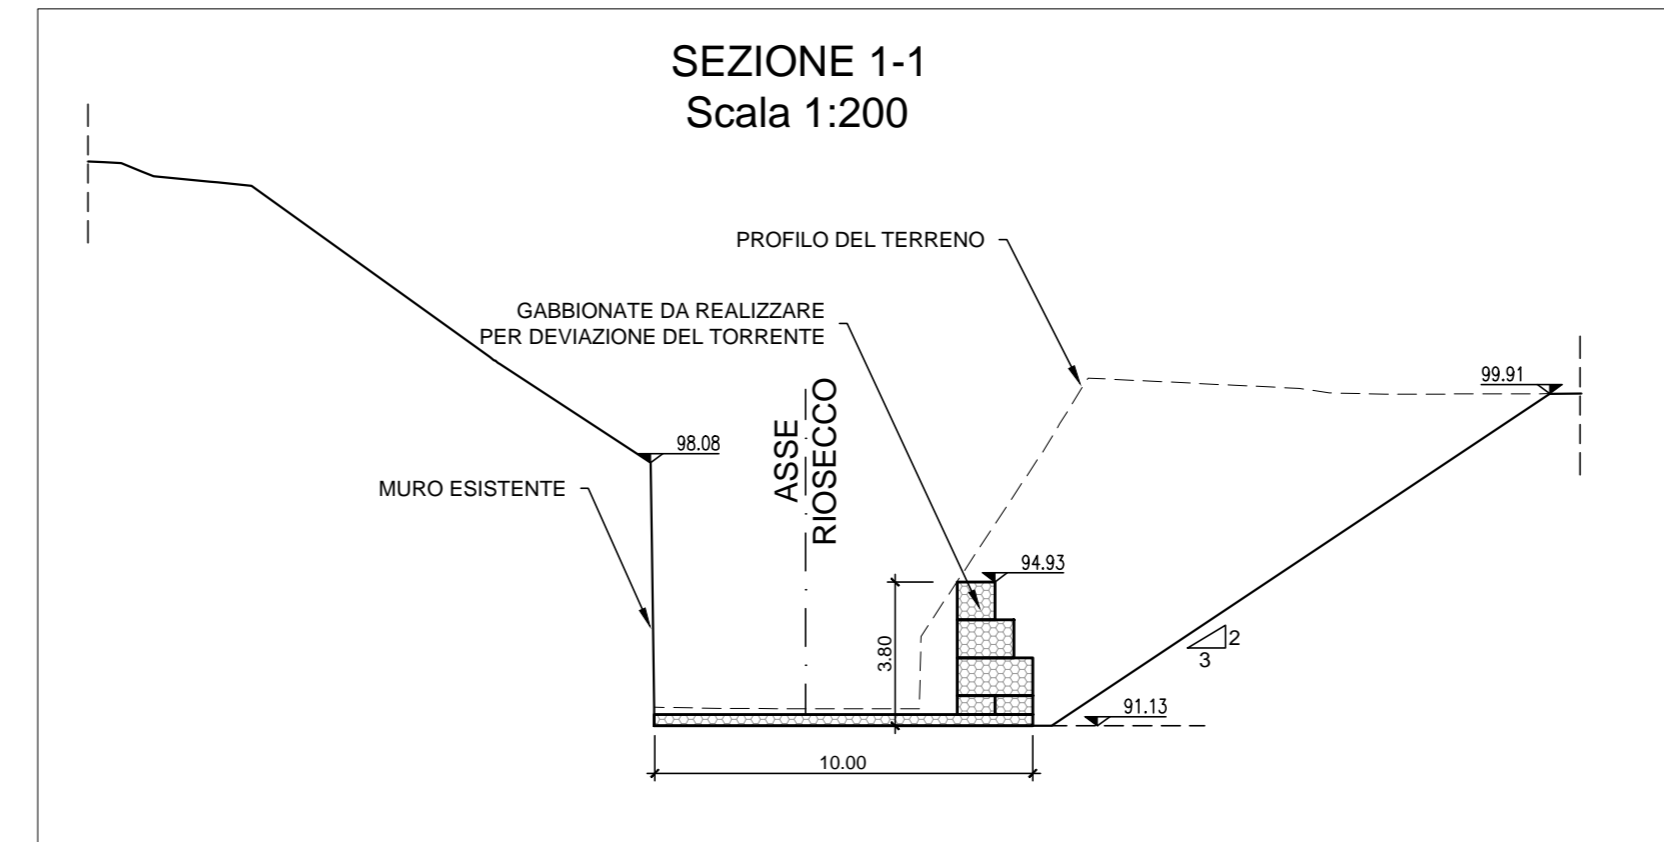 SEZIONE 1-1
Scala 1:200
PROFILO DEL TERRENO
GABBIONATE DA REALIZZARE
PER DEVIAZIONE DEL TORRENTE
99.91
98.08
ASSE
RIOSECCO
MURO ESISTENTE
94.93
3.80
2
3
91.13
10.00